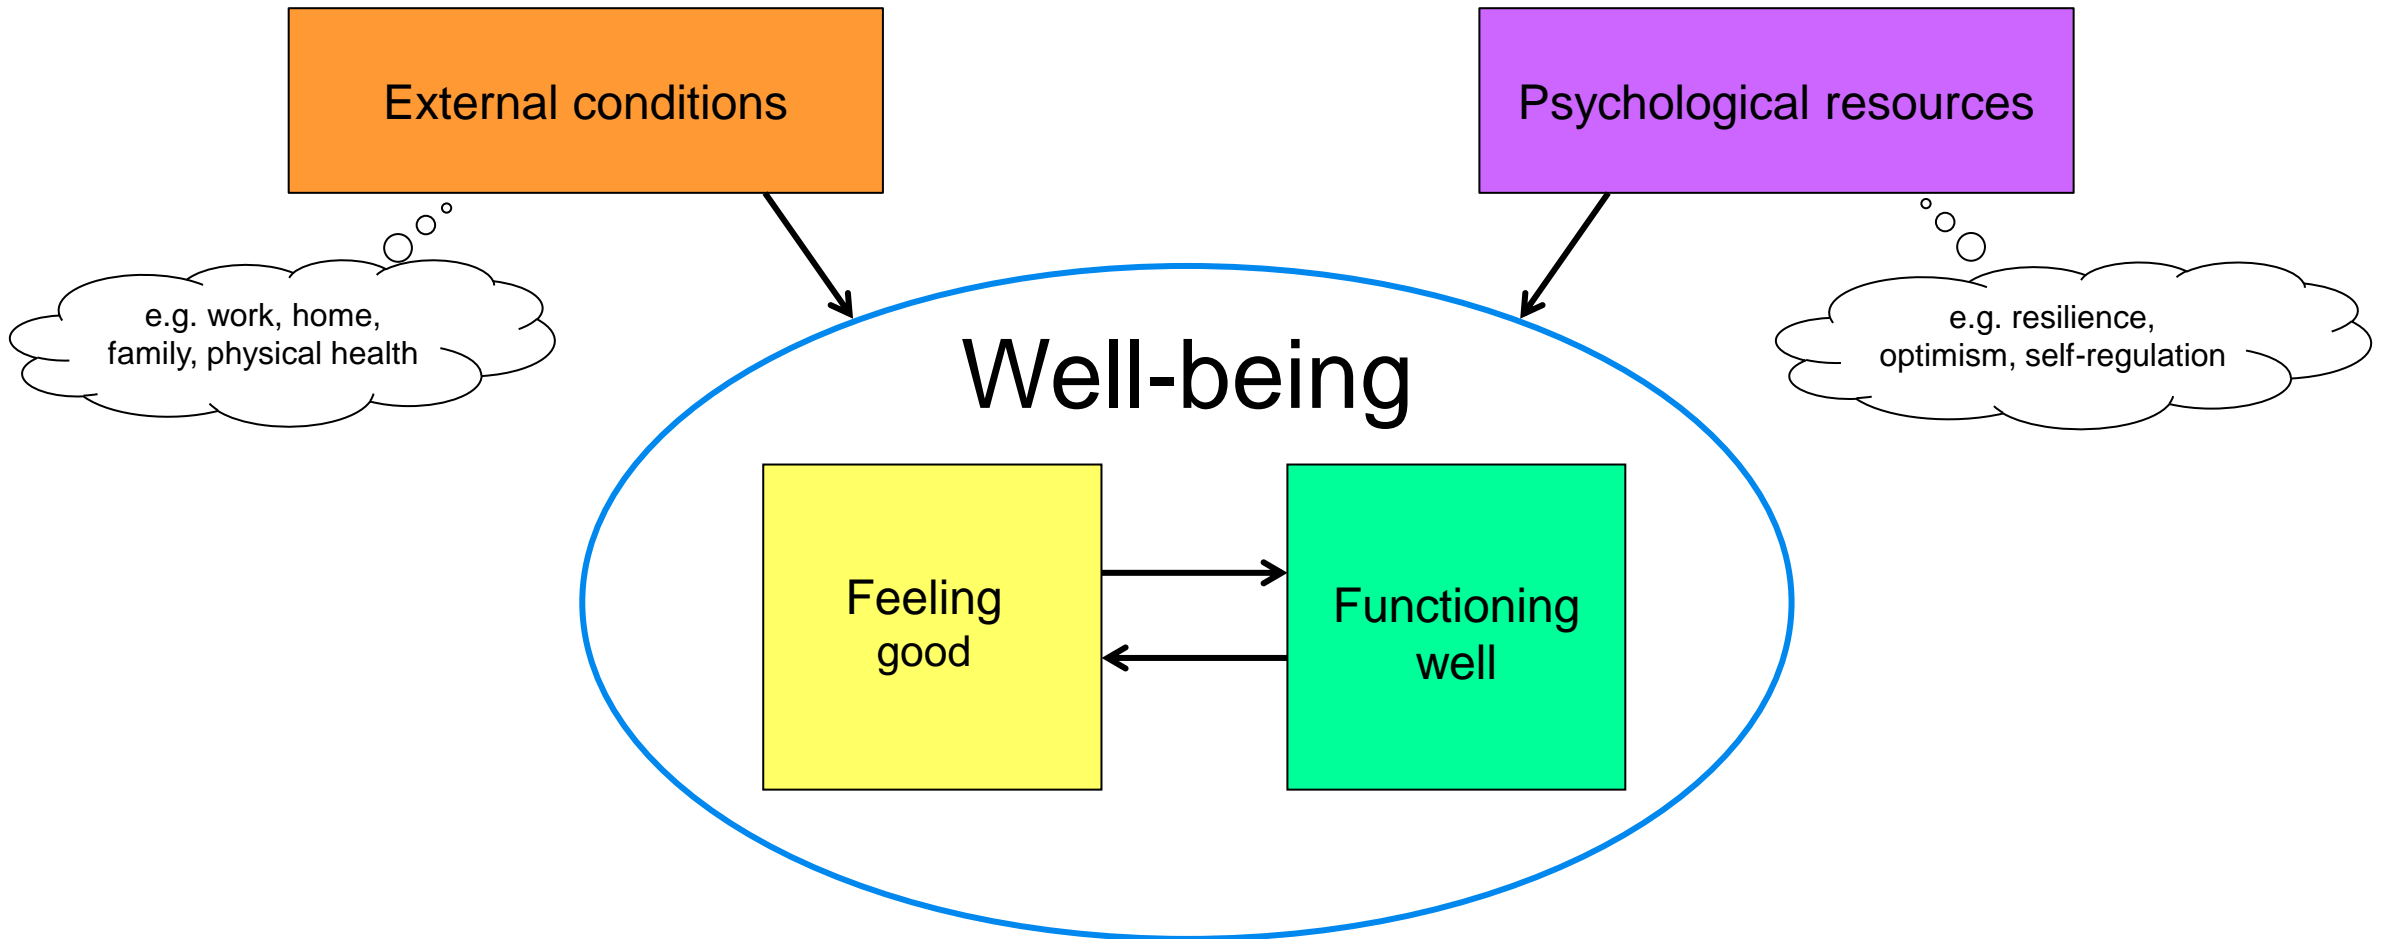 External conditions
Psychological resources
e.g. work, home,
family, physical health
e.g. resilience,
optimism, self-regulation
Well-being
Feeling
good
Functioning
well